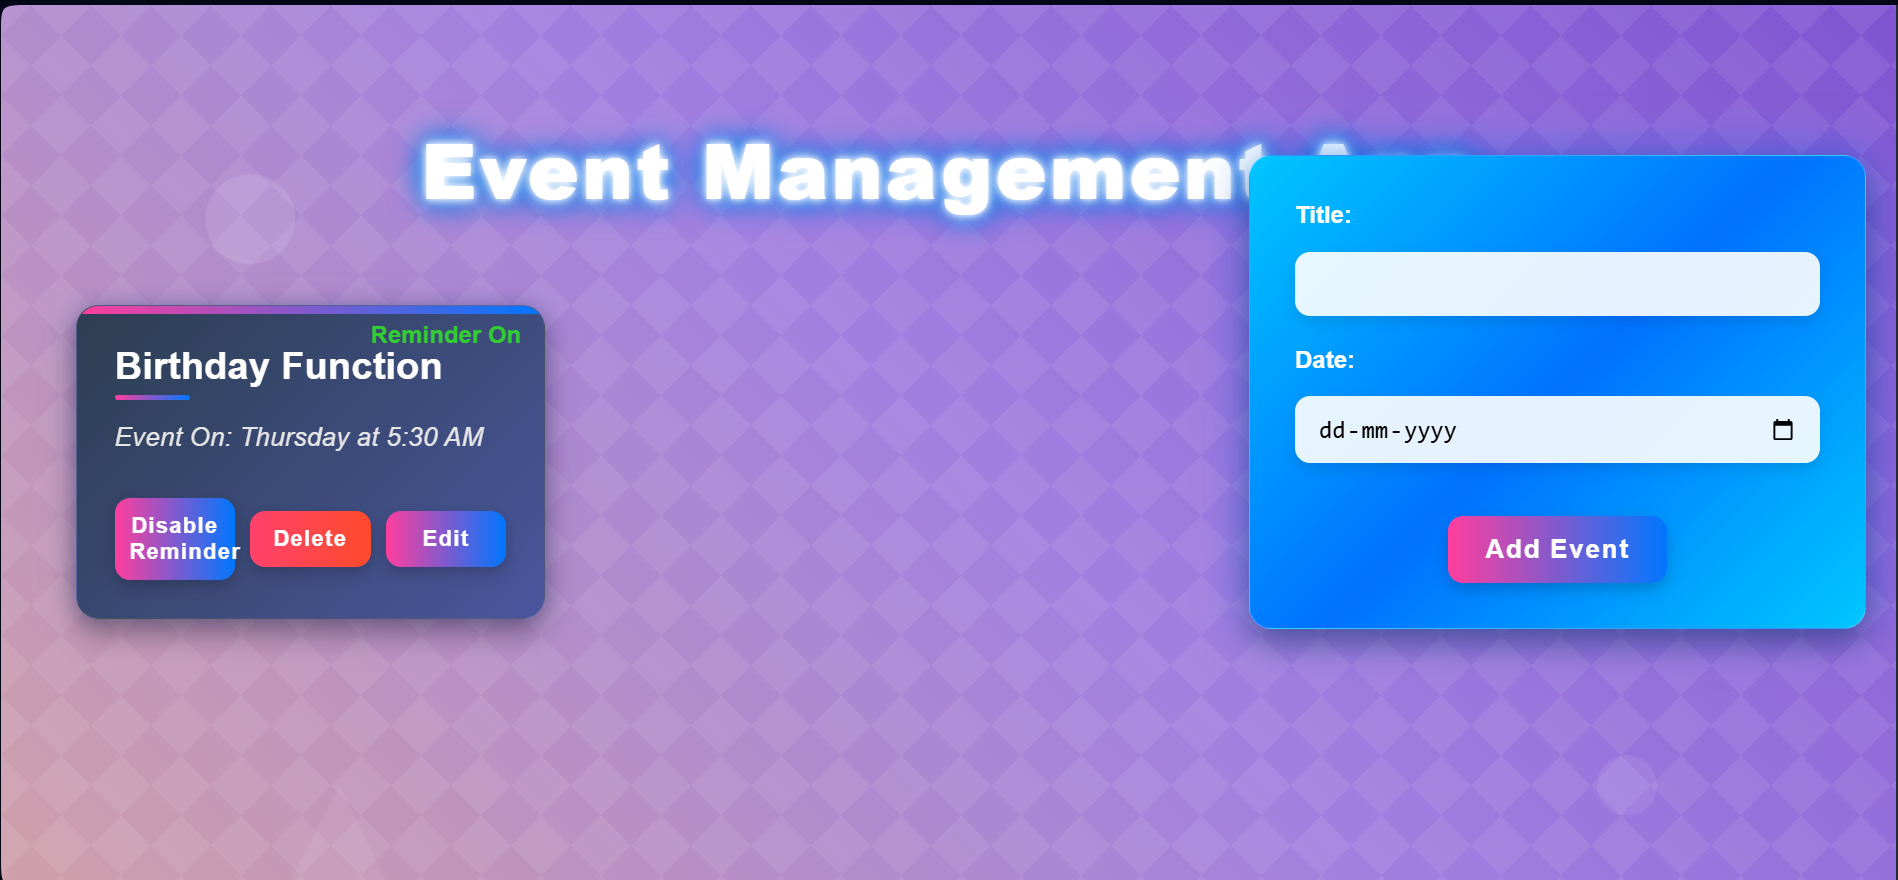 Event Management
Title:
Reminder On
Birthday Function
Date:
Event On: Thursday at 5:30 AM
dd-mm-yyyy
Disable
Reminder
Delete
Edit
Add Event